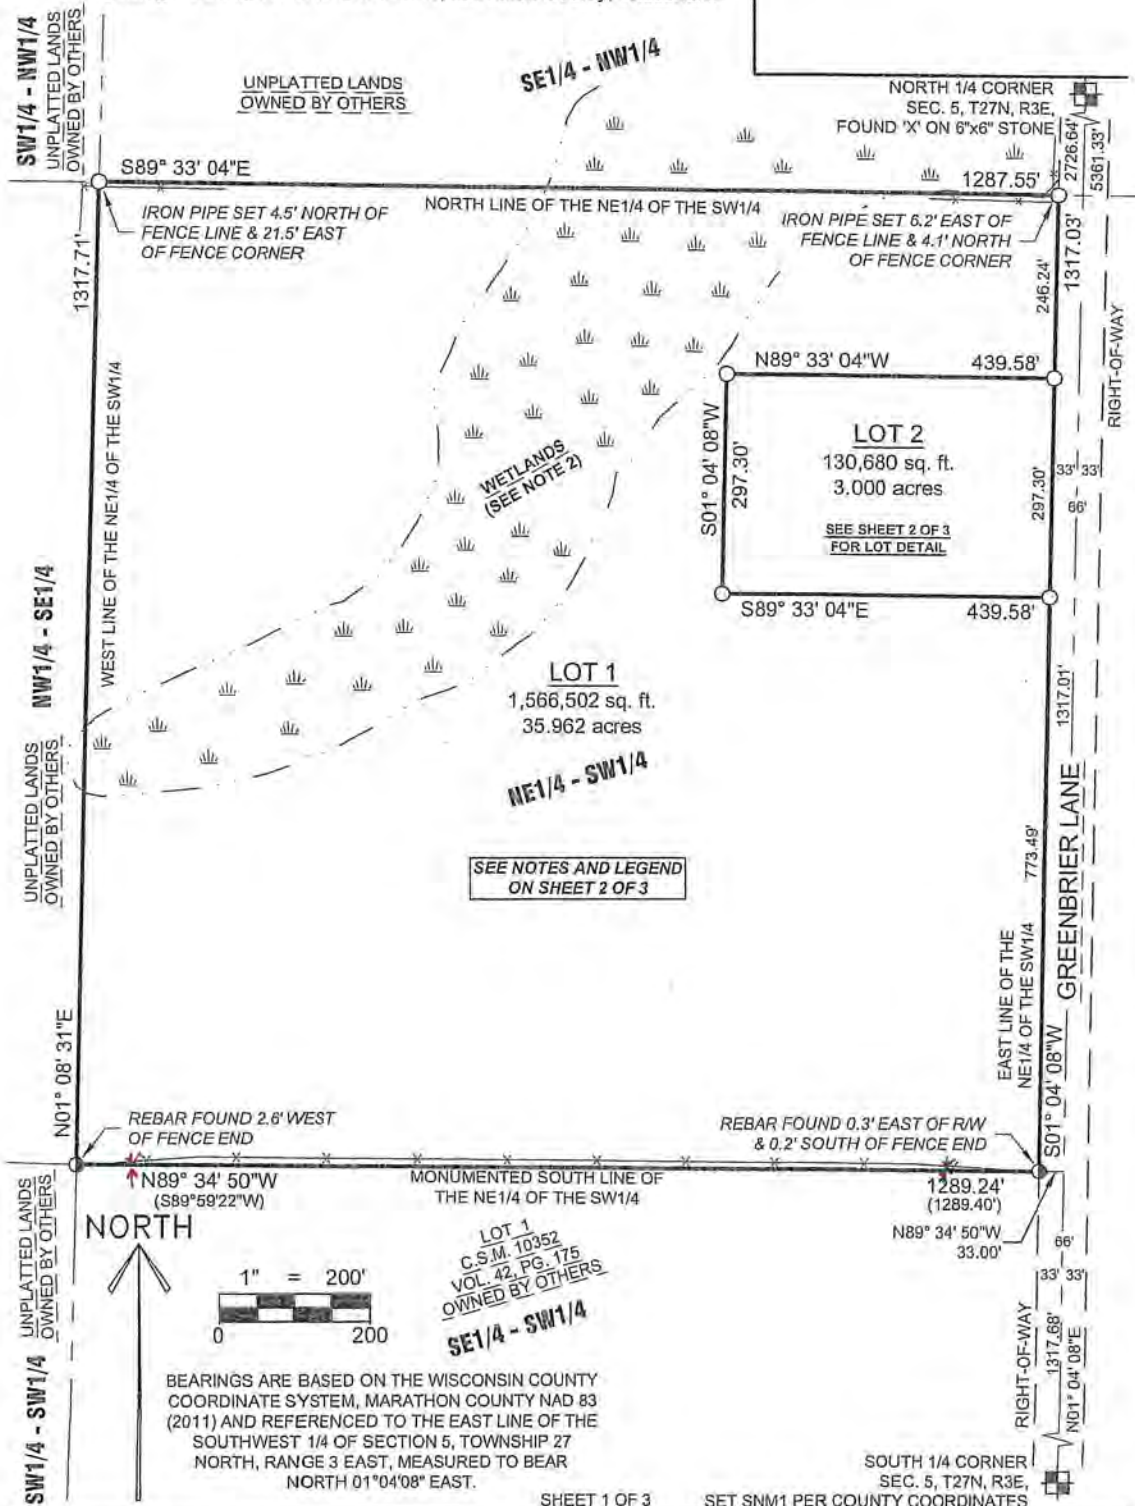 SW1/4 - NW1/4
UNPLATTED LANDS
OWNED BY OTHERS
UNPLATTED LANDS
OWNED BY OTHERS
SE1/4 - NW1/4
NORTH 1/4 CORNER
SEC. 5, T27N, R3E,
FOUND 'X' ON 6"x6" STONE
2726.64'
5361.33'
S89° 33' 04"E
1287.55'
NORTH LINE OF THE NE1/4 OF THE SW1/4
IRON PIPE SET 4.5' NORTH OF
FENCE LINE & 21.5' EAST
OF FENCE CORNER
IRON PIPE SET 6.2' EAST OF
FENCE LINE & 4.1' NORTH
OF FENCE CORNER
1317.71'
246.24'
1317.03'
RIGHT-OF-WAY
WEST LINE OF THE NE1/4 OF THE SW1/4
N89° 33' 04"W
439.58'
S01° 04' 08"W
297.30'
LOT 2
130,680 sq. ft.
3.000 acres
SEE SHEET 2 OF 3
FOR LOT DETAIL
297.30'
33' 33'
66'
WETLANDS
(SEE NOTE 2)
S89° 33' 04"E
439.58'
NW1/4 - SE1/4
UNPLATTED LANDS
OWNED BY OTHERS
LOT 1
1,566,502 sq. ft.
35.962 acres
NE1/4 - SW1/4
1317.01'
773.49'
GREENBRIER LANE
SEE NOTES AND LEGEND
ON SHEET 2 OF 3
EAST LINE OF THE
NE1/4 OF THE SW1/4
S01° 04' 08"W
N01° 08' 31"E
REBAR FOUND 2.6' WEST
OF FENCE END
REBAR FOUND 0.3' EAST OF R/W
& 0.2' SOUTH OF FENCE END
N89° 34' 50"W
(S89°59'22"W)
MONUMENTED SOUTH LINE OF
THE NE1/4 OF THE SW1/4
1289.24'
(1289.40')
N89° 34' 50"W
33.00'
66'
33' 33'
UNPLATTED LANDS
OWNED BY OTHERS
SW1/4 - SW1/4
NORTH
1" = 200'
0 200
LOT 1
C.S.M. 10352
VOL. 42, PG. 175
OWNED BY OTHERS
SE1/4 - SW1/4
RIGHT-OF-WAY
1317.68'
N01° 04' 08"E
BEARINGS ARE BASED ON THE WISCONSIN COUNTY
COORDINATE SYSTEM, MARATHON COUNTY NAD 83
(2011) AND REFERENCED TO THE EAST LINE OF THE
SOUTHWEST 1/4 OF SECTION 5, TOWNSHIP 27
NORTH, RANGE 3 EAST, MEASURED TO BEAR
NORTH 01°04'08" EAST.
SOUTH 1/4 CORNER
SEC. 5, T27N, R3E,
SET SNM1 PER COUNTY COORDINATES
SHEET 1 OF 3